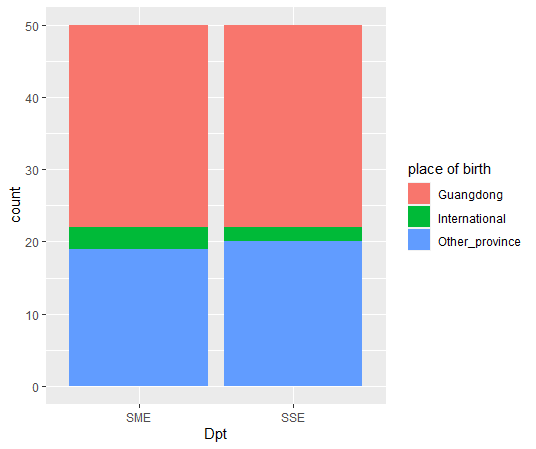 50
40
30
20
10
0
count
SME
SSE
Dpt
place of birth
Guangdong
International
Other_province